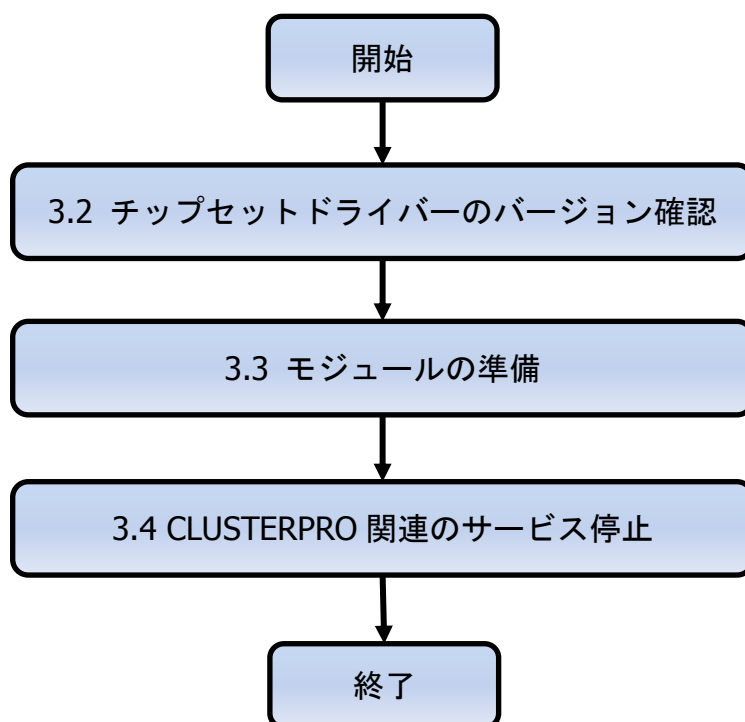 開始
3.2 チップセットドライバーのバージョン確認
3.3 モジュールの準備
3.4 CLUSTERPRO 関連のサービス停止
終了